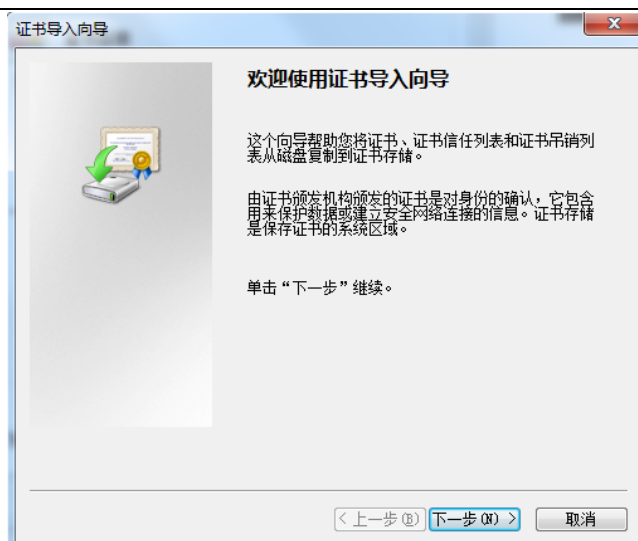 证书导入向导
欢迎使用证书导入向导
这个向导帮助您将证书、证书信任列表和证书吊销列
表从磁盘复制到证书存储。
由证书颁发机构颁发的证书是对身份的确认，它包含
用来保护数据或建立安全网络连接的信息。证书存储
是保存证书的系统区域。
单击“下一步”继续。
< 上一步(B) 下一步(N) > 取消